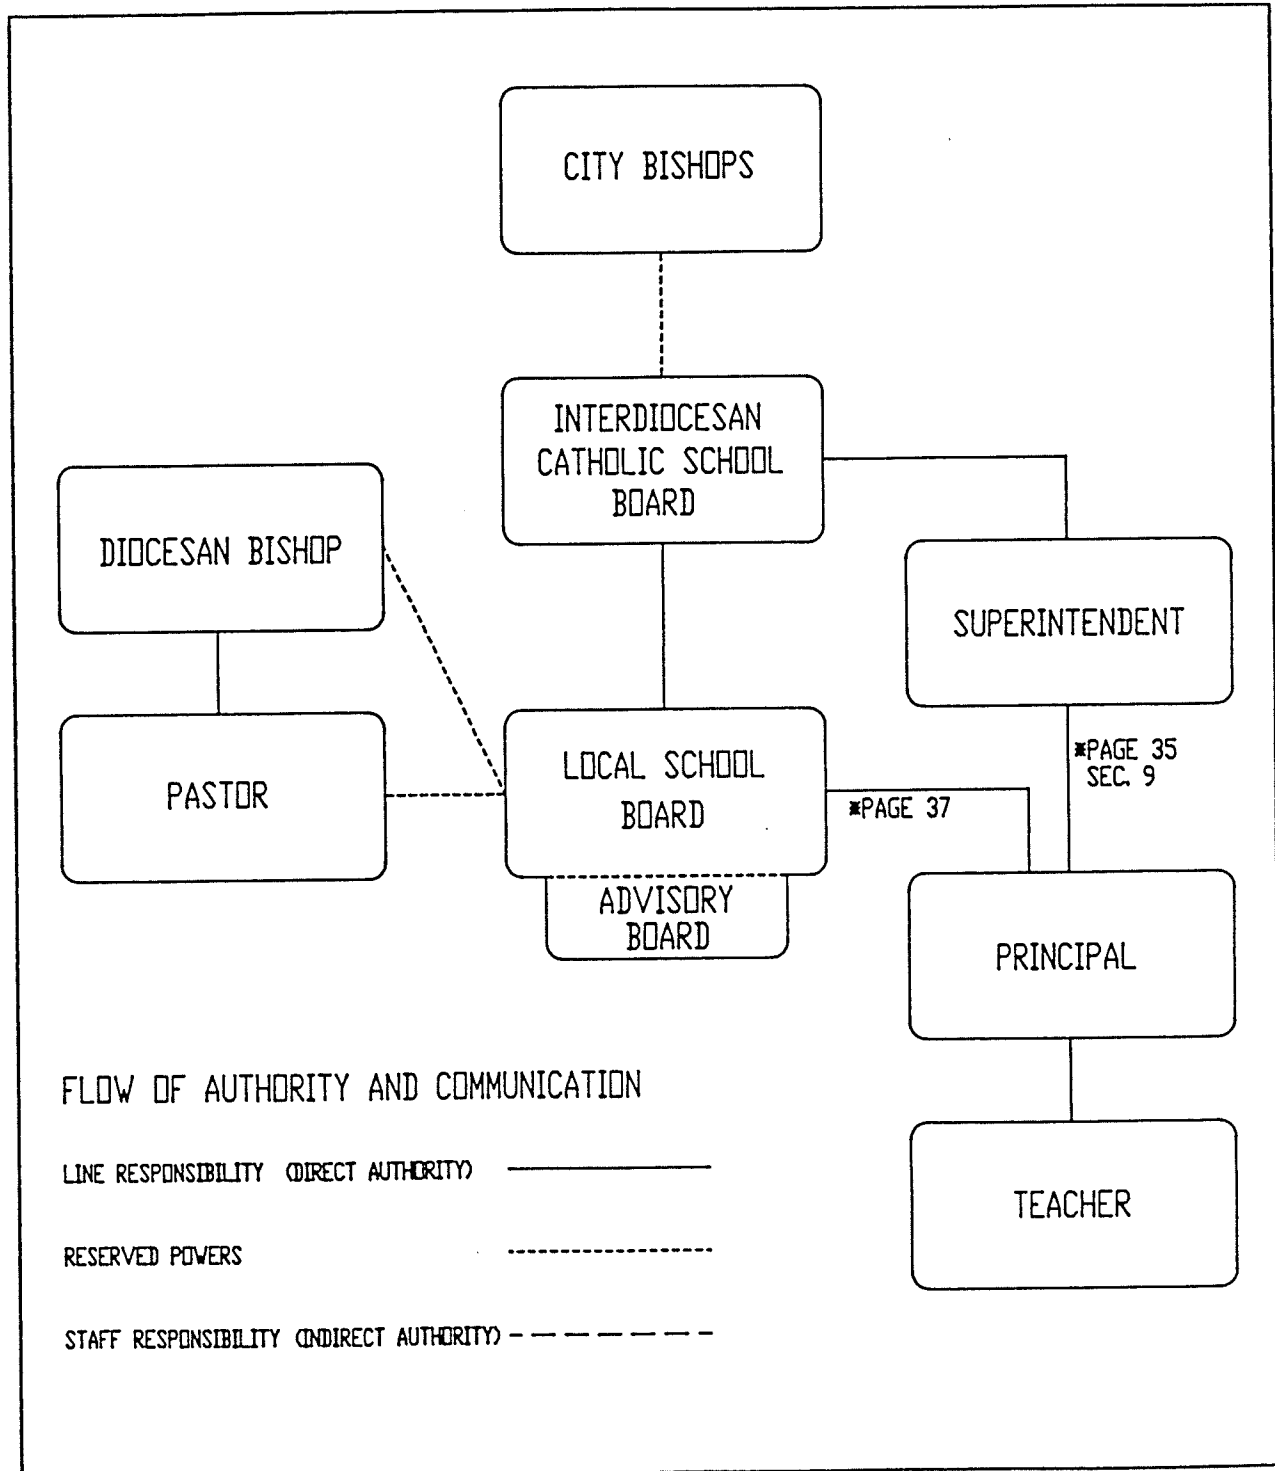 CITY BISHOPS
INTERDIOCESAN
CATHOLIC SCHOOL
BOARD
DIOCESAN BISHOP
SUPERINTENDENT
PASTOR
LOCAL SCHOOL
BOARD
*PAGE 35
SEC. 9
*PAGE 37
ADVISORY
BOARD
PRINCIPAL
FLOW OF AUTHORITY AND COMMUNICATION
LINE RESPONSIBILITY (DIRECT AUTHORITY)
TEACHER
RESERVED POWERS
STAFF RESPONSIBILITY (INDIRECT AUTHORITY)